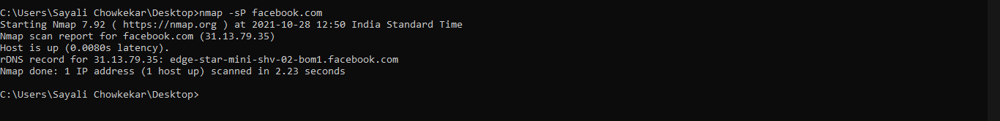 C:\Users\Sayali Chowkekar\Desktop>nmap -sP facebook.com
Starting Nmap 7.92 ( https://nmap.org ) at 2021-10-28 12:50 India Standard Time
Nmap scan report for facebook.com (31.13.79.35)
Host is up (0.0080s latency).
rDNS record for 31.13.79.35: edge-star-mini-shv-02-bom1.facebook.com
Nmap done: 1 IP address (1 host up) scanned in 2.23 seconds
C:\Users\Sayali Chowkekar\Desktop>